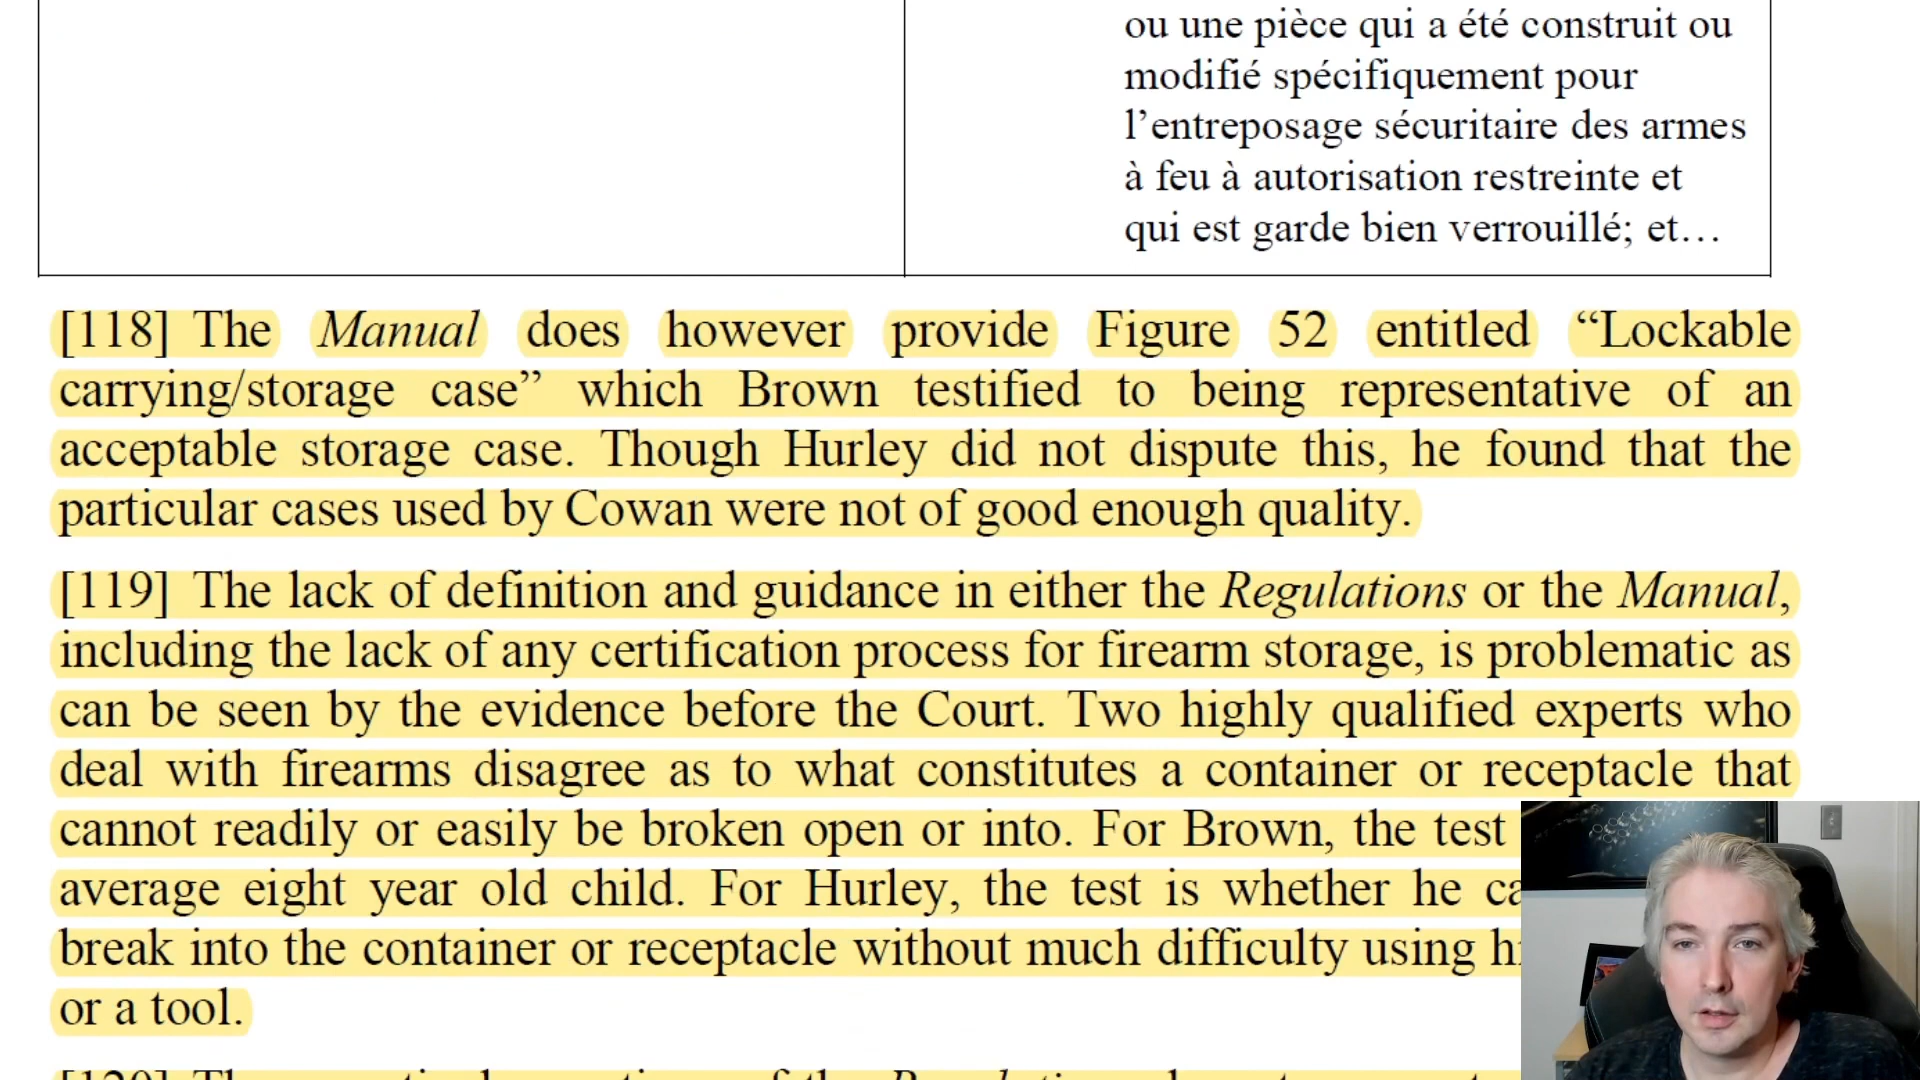 ou une pièce qui a été construit ou
modifié spécifiquement pour
l’entreposage sécuritaire des armes
à feu à autorisation restreinte et
qui est garde bien verrouillé; et…
[118] The Manual does however provide Figure 52 entitled “Lockable
carrying/storage case” which Brown testified to being representative of an
acceptable storage case. Though Hurley did not dispute this, he found that the
particular cases used by Cowan were not of good enough quality.
[119] The lack of definition and guidance in either the Regulations or the Manual,
including the lack of any certification process for firearm storage, is problematic as
can be seen by the evidence before the Court. Two highly qualified experts who
deal with firearms disagree as to what constitutes a container or receptacle that
cannot readily or easily be broken open or into. For Brown, the test
average eight year old child. For Hurley, the test is whether he
break into the container or receptacle without much difficulty using
or a tool.